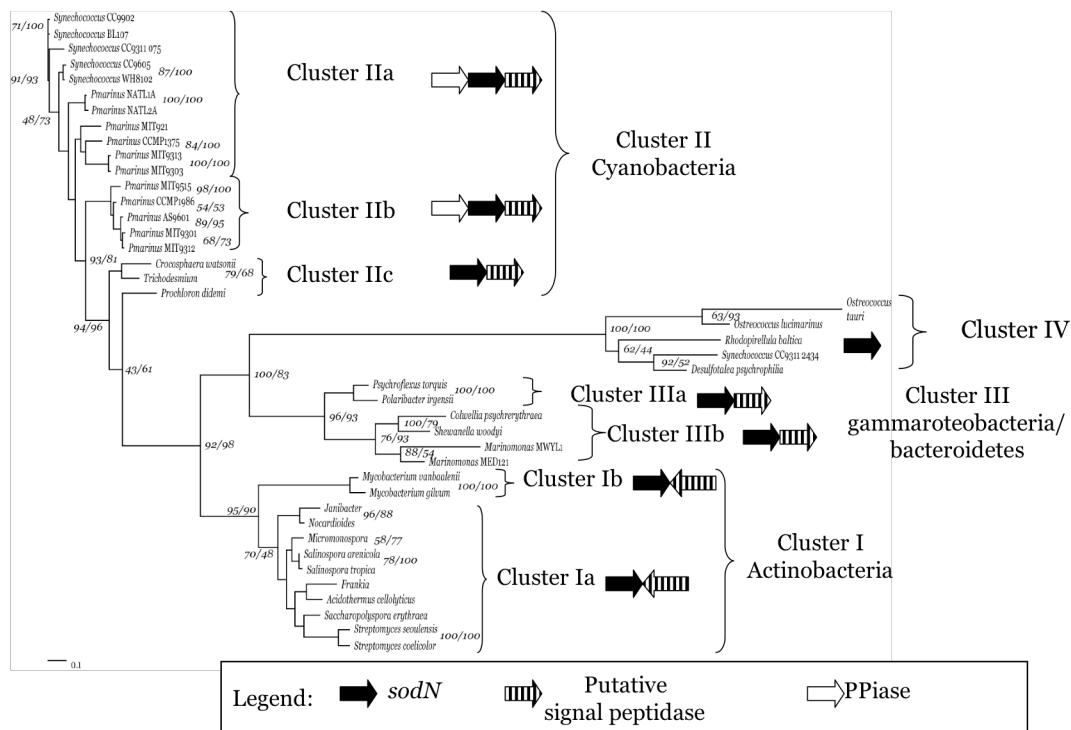 Synechococcus CC9902
71/100
Synechococcus BL107
Synechococcus CC9311 075
Synechococcus CC9605
87/100
91/93
Synechococcus WH8102
Pmarinus NATL1A
100/100
Pmarinus NATL2A
48/73
Pmarinus MIT921
Pmarinus CCMP1375
84/100
Pmarinus MIT9313
100/100
Pmarinus MIT9303
Cluster IIa
Pmarinus MIT9515
98/100
Pmarinus CCMP1986
54/53
Pmarinus AS9601
89/95
Pmarinus MIT9301
68/73
Pmarinus MIT9312
Cluster IIb
93/81
Crocosphaera watsonii
79/68
Trichodesmium
Prochloron didemi
Cluster IIc
Cluster II
Cyanobacteria
94/96
43/61
Ostreococcus
tauri
63/93
Ostreococcus lucimarinus
100/100
Rhodopirellula baltica
62/44
Synechococcus CC9311 2434
92/52
Desulfotalea psychrophilia
Cluster IV
100/83
Psychroflexus torquis
100/100
Polaribacter irgensii
Cluster IIIa
96/93
Colwellia psychrerythraea
100/79
Shewanella woodyi
76/93
Marinomonas MWYL1
88/54
Marinomonas MED121
Cluster IIIb
Cluster III
gammaroteobacteria/
bacteroidetes
92/98
Mycobacterium vanbaalenii
100/100
Mycobacterium gilvum
Cluster Ib
95/90
Janibacter
96/88
Nocardioides
Micromonospora
58/77
70/48
Salinospora arenicola
78/100
Salinospora tropica
Frankia
Acidothermus cellolyticus
Saccharopolyspora erythraea
Streptomyces seoulensis
100/100
Streptomyces coelicolor
Cluster Ia
Cluster I
Actinobacteria
0.1
Legend:
sodN
Putative
signal peptidase
PPiase